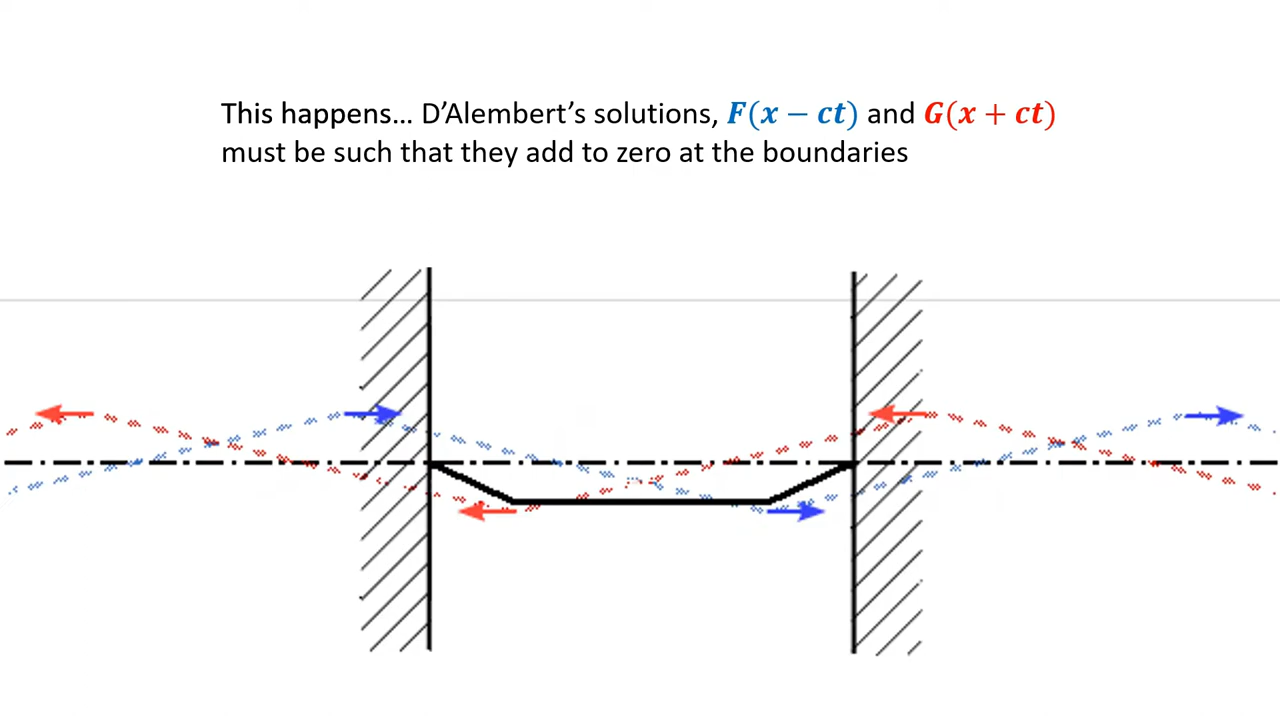 This happens... D’Alembert’s solutions, F(x − ct) and G(x + ct)
must be such that they add to zero at the boundaries